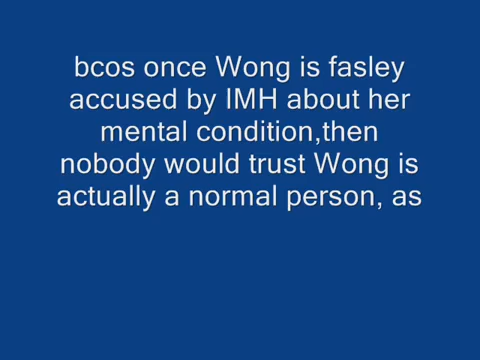 bcos once Wong is fasley
accused by IMH about her
mental condition,then
nobody would trust Wong is
actually a normal person, as